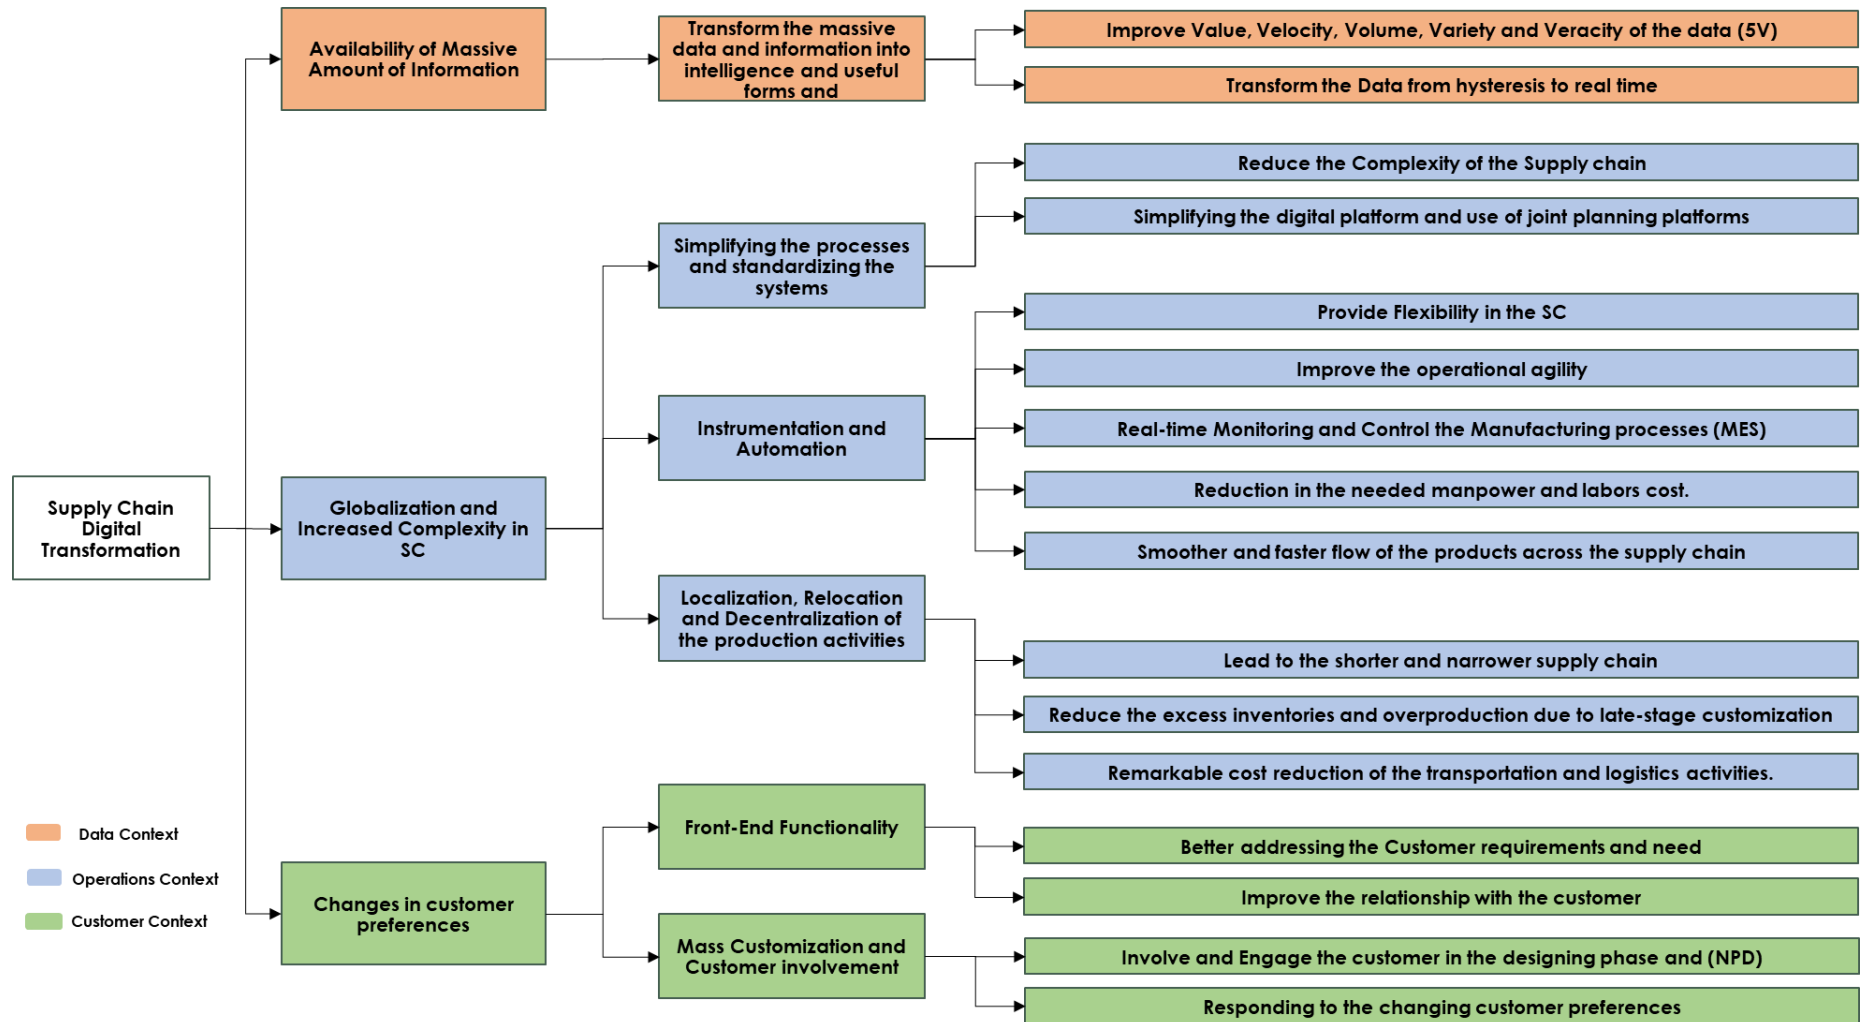 Availability of Massive
Amount of Information
Transform the massive
data and information into
intelligence and useful
forms and
Improve Value, Velocity, Volume, Variety and Veracity of the data (5V)
Transform the Data from hysteresis to real time
Supply Chain
Digital
Transformation
Globalization and
Increased Complexity in
SC
Simplifying the processes
and standardizing the
systems
Reduce the Complexity of the Supply chain
Simplifying the digital platform and use of joint planning platforms
Instrumentation and
Automation
Provide Flexibility in the SC
Improve the operational agility
Real-time Monitoring and Control the Manufacturing processes (MES)
Reduction in the needed manpower and labors cost.
Smoother and faster flow of the products across the supply chain
Localization, Relocation
and Decentralization of
the production activities
Lead to the shorter and narrower supply chain
Reduce the excess inventories and overproduction due to late-stage customization
Remarkable cost reduction of the transportation and logistics activities.
Changes in customer
preferences
Front-End Functionality
Better addressing the Customer requirements and need
Improve the relationship with the customer
Mass Customization and
Customer involvement
Involve and Engage the customer in the designing phase and (NPD)
Responding to the changing customer preferences
Data Context
Operations Context
Customer Context